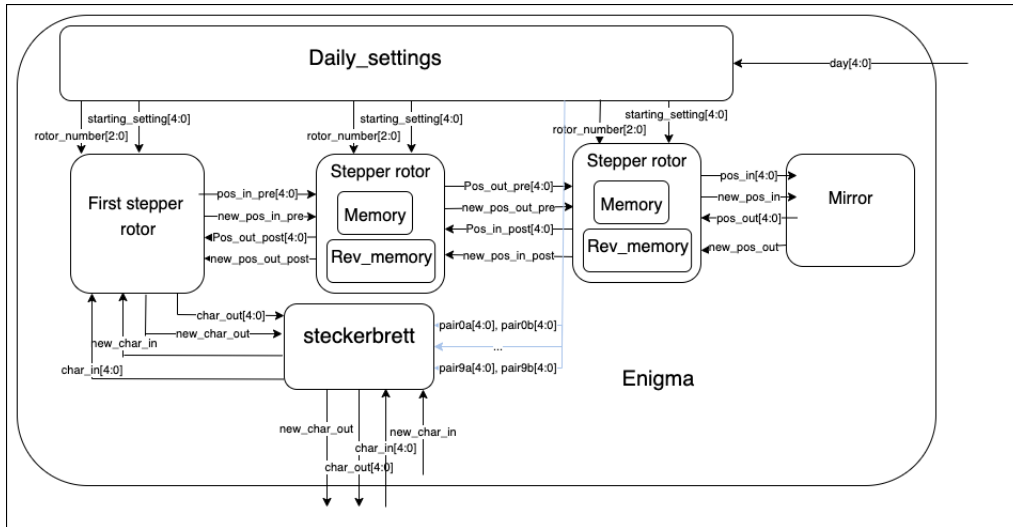 Daily_settings
day[4:0]
starting_setting[4:0]
rotor_number[2:0]
starting_setting[4:0]
rotor_number[2:0]
starting_setting[4:0]
rotor_number[2:0]
First stepper
rotor
pos_in_pre[4:0]
new_pos_in_pre
Pos_out_post[4:0]
new_pos_out_post
Stepper rotor
Memory
Rev_memory
Pos_out_pre[4:0]
new_pos_out_pre
Pos_in_post[4:0]
new_pos_in_post
Stepper rotor
Memory
Rev_memory
pos_in[4:0]
new_pos_in
pos_out[4:0]
new_pos_out
Mirror
char_out[4:0]
new_char_out
new_char_in
char_in[4:0]
steckerbrett
pair0a[4:0], pair0b[4:0]
...
pair9a[4:0], pair9b[4:0]
Enigma
new_char_out
new_char_in
char_in[4:0]
char_out[4:0]